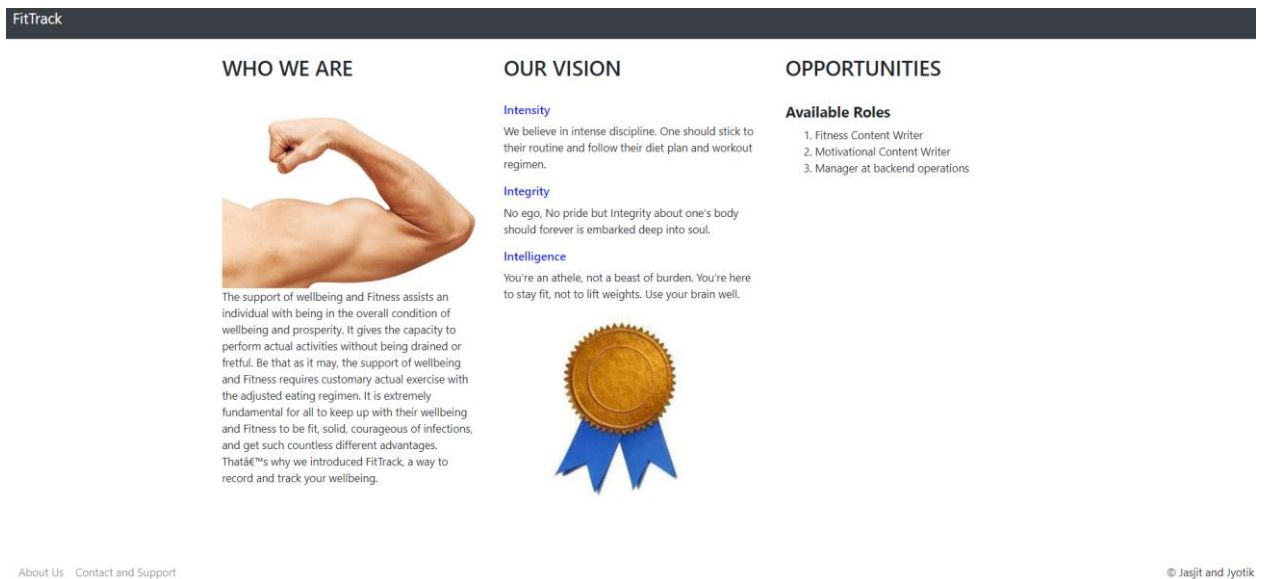 FitTrack
WHO WE ARE
The support of wellbeing and Fitness assists an
individual with being in the overall condition of
wellbeing and prosperity. It gives the capacity to
perform actual activities without being drained or
fretful. Be that as it may, the support of wellbeing
and Fitness requires customary actual exercise with
the adjusted eating regimen. It is extremely
fundamental for all to keep up with their wellbeing
and Fitness to be fit, solid, courageous of infections,
and get such countless different advantages.
Thatâ€™s why we introduced FitTrack, a way to
record and track your wellbeing.
OUR VISION
Intensity
We believe in intense discipline. One should stick to
their routine and follow their diet plan and workout
regimen.
Integrity
No ego, No pride but Integrity about one's body
should forever is embarked deep into soul.
Intelligence
You're an athele, not a beast of burden. You're here
to stay fit, not to lift weights. Use your brain well.
OPPORTUNITIES
Available Roles
1. Fitness Content Writer
2. Motivational Content Writer
3. Manager at backend operations
About Us Contact and Support
© Jasjit and Jyotik